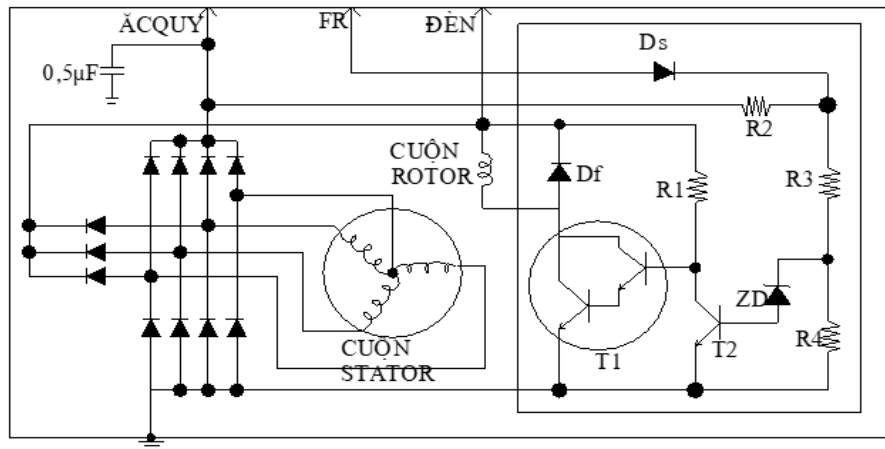 ĂCQUY
FR
ĐÈN
Ds
0,5µF
R2
CUỘN
ROTOR
Df
R1
R3
ZD
R4
T1
T2
CUỘN
STATOR